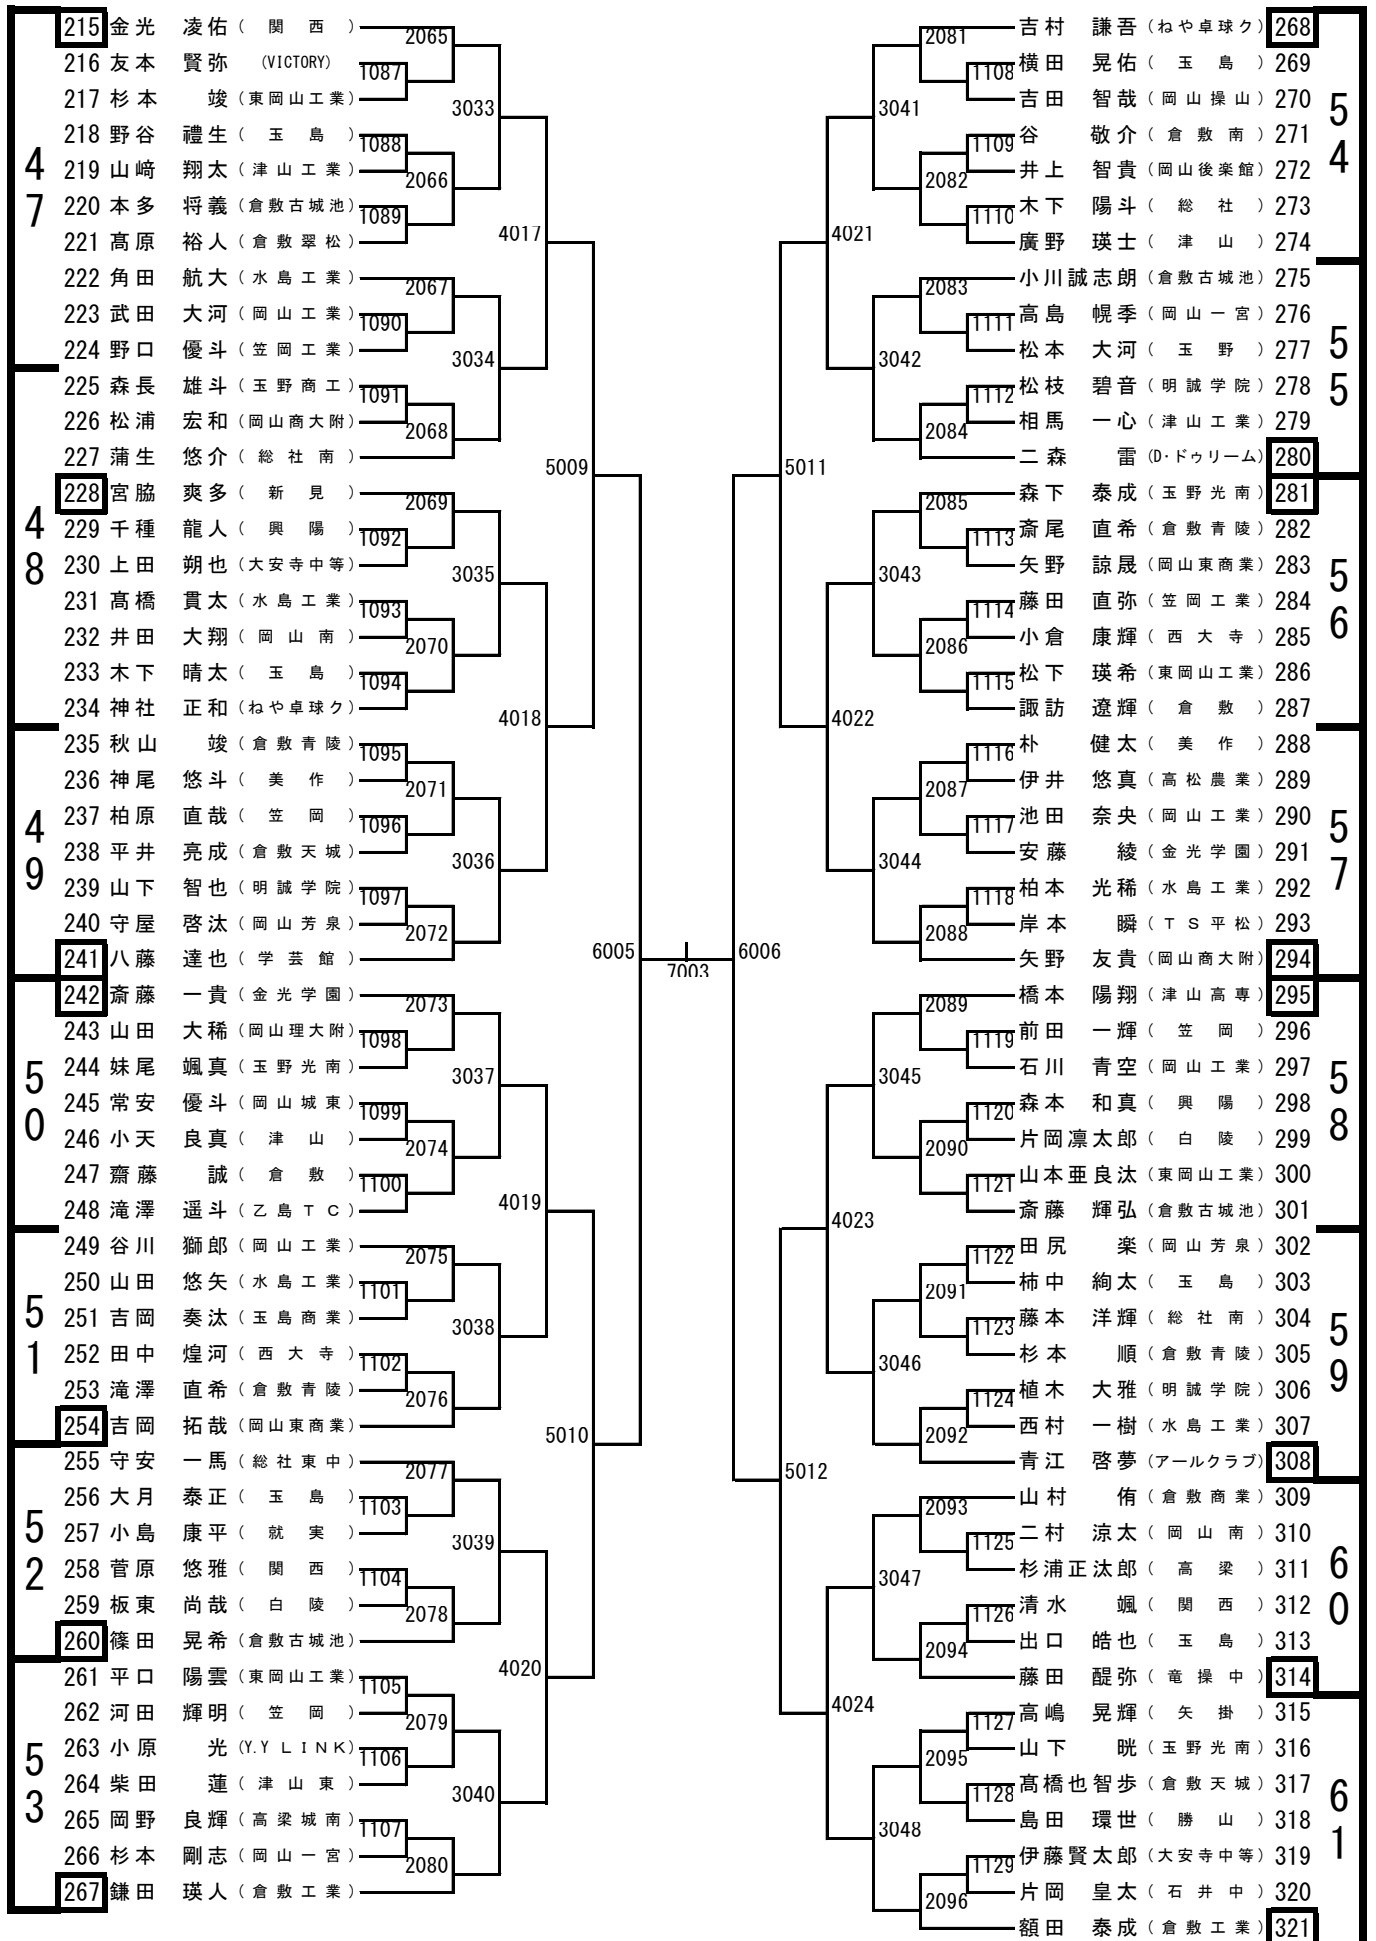 215 金光 凌佑 (関西)
216 友本 賢弥 (VICTORY)
217 杉本 竣 (東岡山工業)
218 野谷 禮生 (玉島)
219 山﨑 翔太 (津山工業)
220 本多 将義 (倉敷古城池)
221 髙原 裕人 (倉敷翠松)
222 角田 航大 (水島工業)
223 武田 大河 (岡山工業)
224 野口 優斗 (笠岡工業)
225 森長 雄斗 (玉野商工)
226 松浦 宏和 (岡山商大附)
227 蒲生 悠介 (総社南)
228 宮脇 爽多 (新見)
229 千種 龍人 (興陽)
230 上田 朔也 (大安寺中等)
231 髙橋 貫太 (水島工業)
232 井田 大翔 (岡山南)
233 木下 晴太 (玉島)
234 神社 正和 (ねや卓球ク)
235 秋山 竣 (倉敷青陵)
236 神尾 悠斗 (美作)
237 柏原 直哉 (笠岡)
238 平井 亮成 (倉敷天城)
239 山下 智也 (明誠学院)
240 守屋 啓汰 (岡山芳泉)
241 八藤 達也 (学芸館)
242 斎藤 一貴 (金光学園)
243 山田 大稀 (岡山理大附)
244 妹尾 颯真 (玉野光南)
245 常安 優斗 (岡山城東)
246 小天 良真 (津山)
247 齋藤 誠 (倉敷)
248 滝澤 遥斗 (乙島TC)
249 谷川 獅郎 (岡山工業)
250 山田 悠矢 (水島工業)
251 吉岡 奏汰 (玉島商業)
252 田中 煌河 (西大寺)
253 滝澤 直希 (倉敷青陵)
254 吉岡 拓哉 (岡山東商業)
255 守安 一馬 (総社東中)
256 大月 泰正 (玉島)
257 小島 康平 (就実)
258 菅原 悠雅 (関西)
259 板東 尚哉 (白陵)
260 篠田 晃希 (倉敷古城池)
261 平口 陽雲 (東岡山工業)
262 河田 輝明 (笠岡)
263 小原 光 (Y.Y LINK)
264 柴田 蓮 (津山東)
265 岡野 良輝 (高梁城南)
266 杉本 剛志 (岡山一宮)
267 鎌田 瑛人 (倉敷工業)
47
48
49
50
51
52
53
1087
1088
1089
1090
1091
1092
1093
1094
1095
1096
1097
1098
1099
1100
1101
1102
1103
1104
1105
1106
1107
2065
2066
2067
2068
2069
2070
2071
2072
2073
2074
2075
2076
2077
2078
2079
2080
3033
3034
3035
3036
3037
3038
3039
3040
4017
4018
4019
4020
5009
5010
6005
7003
6006
5011
5012
4021
4022
4023
4024
3041
3042
3043
3044
3045
3046
3047
3048
2081
2082
2083
2084
2085
2086
2087
2088
2089
2090
2091
2092
2093
2094
2095
2096
1108
1109
1110
1111
1112
1113
1114
1115
1116
1117
1118
1119
1120
1121
1122
1123
1124
1125
1126
1127
1128
1129
吉村 謙吾 (ねや卓球ク) 268
横田 晃佑 (玉島) 269
吉田 智哉 (岡山操山) 270
谷 敬介 (倉敷南) 271
井上 智貴 (岡山後楽館) 272
木下 陽斗 (総社) 273
廣野 瑛士 (津山) 274
小川誠志朗 (倉敷古城池) 275
高島 幌季 (岡山一宮) 276
松本 大河 (玉野) 277
松枝 碧音 (明誠学院) 278
相馬 一心 (津山工業) 279
二森 雷 (D・ドゥリーム) 280
森下 泰成 (玉野光南) 281
斎尾 直希 (倉敷青陵) 282
矢野 諒晟 (岡山東商業) 283
藤田 直弥 (笠岡工業) 284
小倉 康輝 (西大寺) 285
松下 瑛希 (東岡山工業) 286
諏訪 遼輝 (倉敷) 287
朴 健太 (美作) 288
伊井 悠真 (高松農業) 289
池田 奈央 (岡山工業) 290
安藤 綾 (金光学園) 291
柏本 光稀 (水島工業) 292
岸本 瞬 (TS平松) 293
矢野 友貴 (岡山商大附) 294
橋本 陽翔 (津山高専) 295
前田 一輝 (笠岡) 296
石川 青空 (岡山工業) 297
森本 和真 (興陽) 298
片岡凛太郎 (白陵) 299
山本亜良汰 (東岡山工業) 300
斎藤 輝弘 (倉敷古城池) 301
田尻 楽 (岡山芳泉) 302
柿中 絢太 (玉島) 303
藤本 洋輝 (総社南) 304
杉本 順 (倉敷青陵) 305
植木 大雅 (明誠学院) 306
西村 一樹 (水島工業) 307
青江 啓夢 (アールクラブ) 308
山村 侑 (倉敷商業) 309
二村 涼太 (岡山南) 310
杉浦正汰郎 (高梁) 311
清水 颯 (関西) 312
出口 皓也 (玉島) 313
藤田 醍弥 (竜操中) 314
高嶋 晃輝 (矢掛) 315
山下 晄 (玉野光南) 316
髙橋也智歩 (倉敷天城) 317
島田 環世 (勝山) 318
伊藤賢太郎 (大安寺中等) 319
片岡 皇太 (石井中) 320
額田 泰成 (倉敷工業) 321
54
55
56
57
58
59
60
61